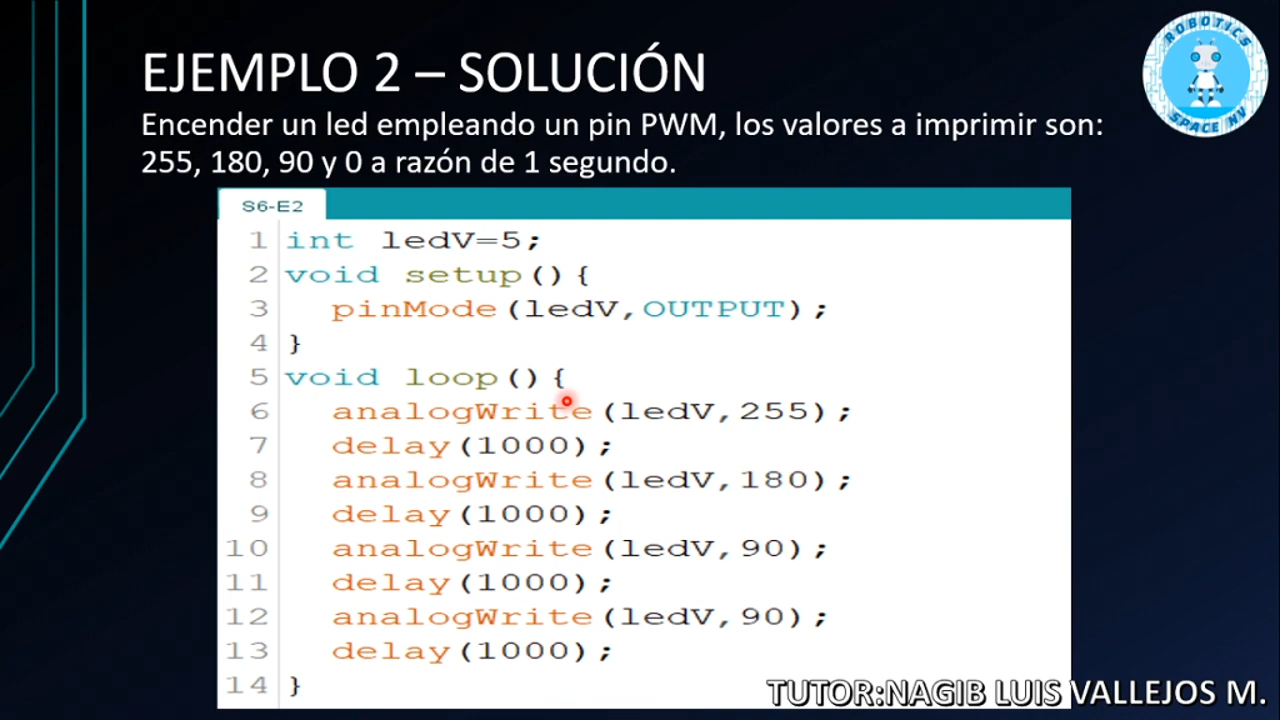 EJEMPLO 2 – SOLUCIÓN
Encender un led empleando un pin PWM, los valores a imprimir son:
255, 180, 90 y 0 a razón de 1 segundo.
ROBOTICS
SPACE NV
S6-E2
1 int ledV=5;
2 void setup(){
3 pinMode(ledV,OUTPUT);
4 }
5 void loop(){
6 analogWrite(ledV,255);
7 delay(1000);
8 analogWrite(ledV,180);
9 delay(1000);
10 analogWrite(ledV,90);
11 delay(1000);
12 analogWrite(ledV,90);
13 delay(1000);
14 }
TUTOR:NAGIB LUIS VALLEJOS M.